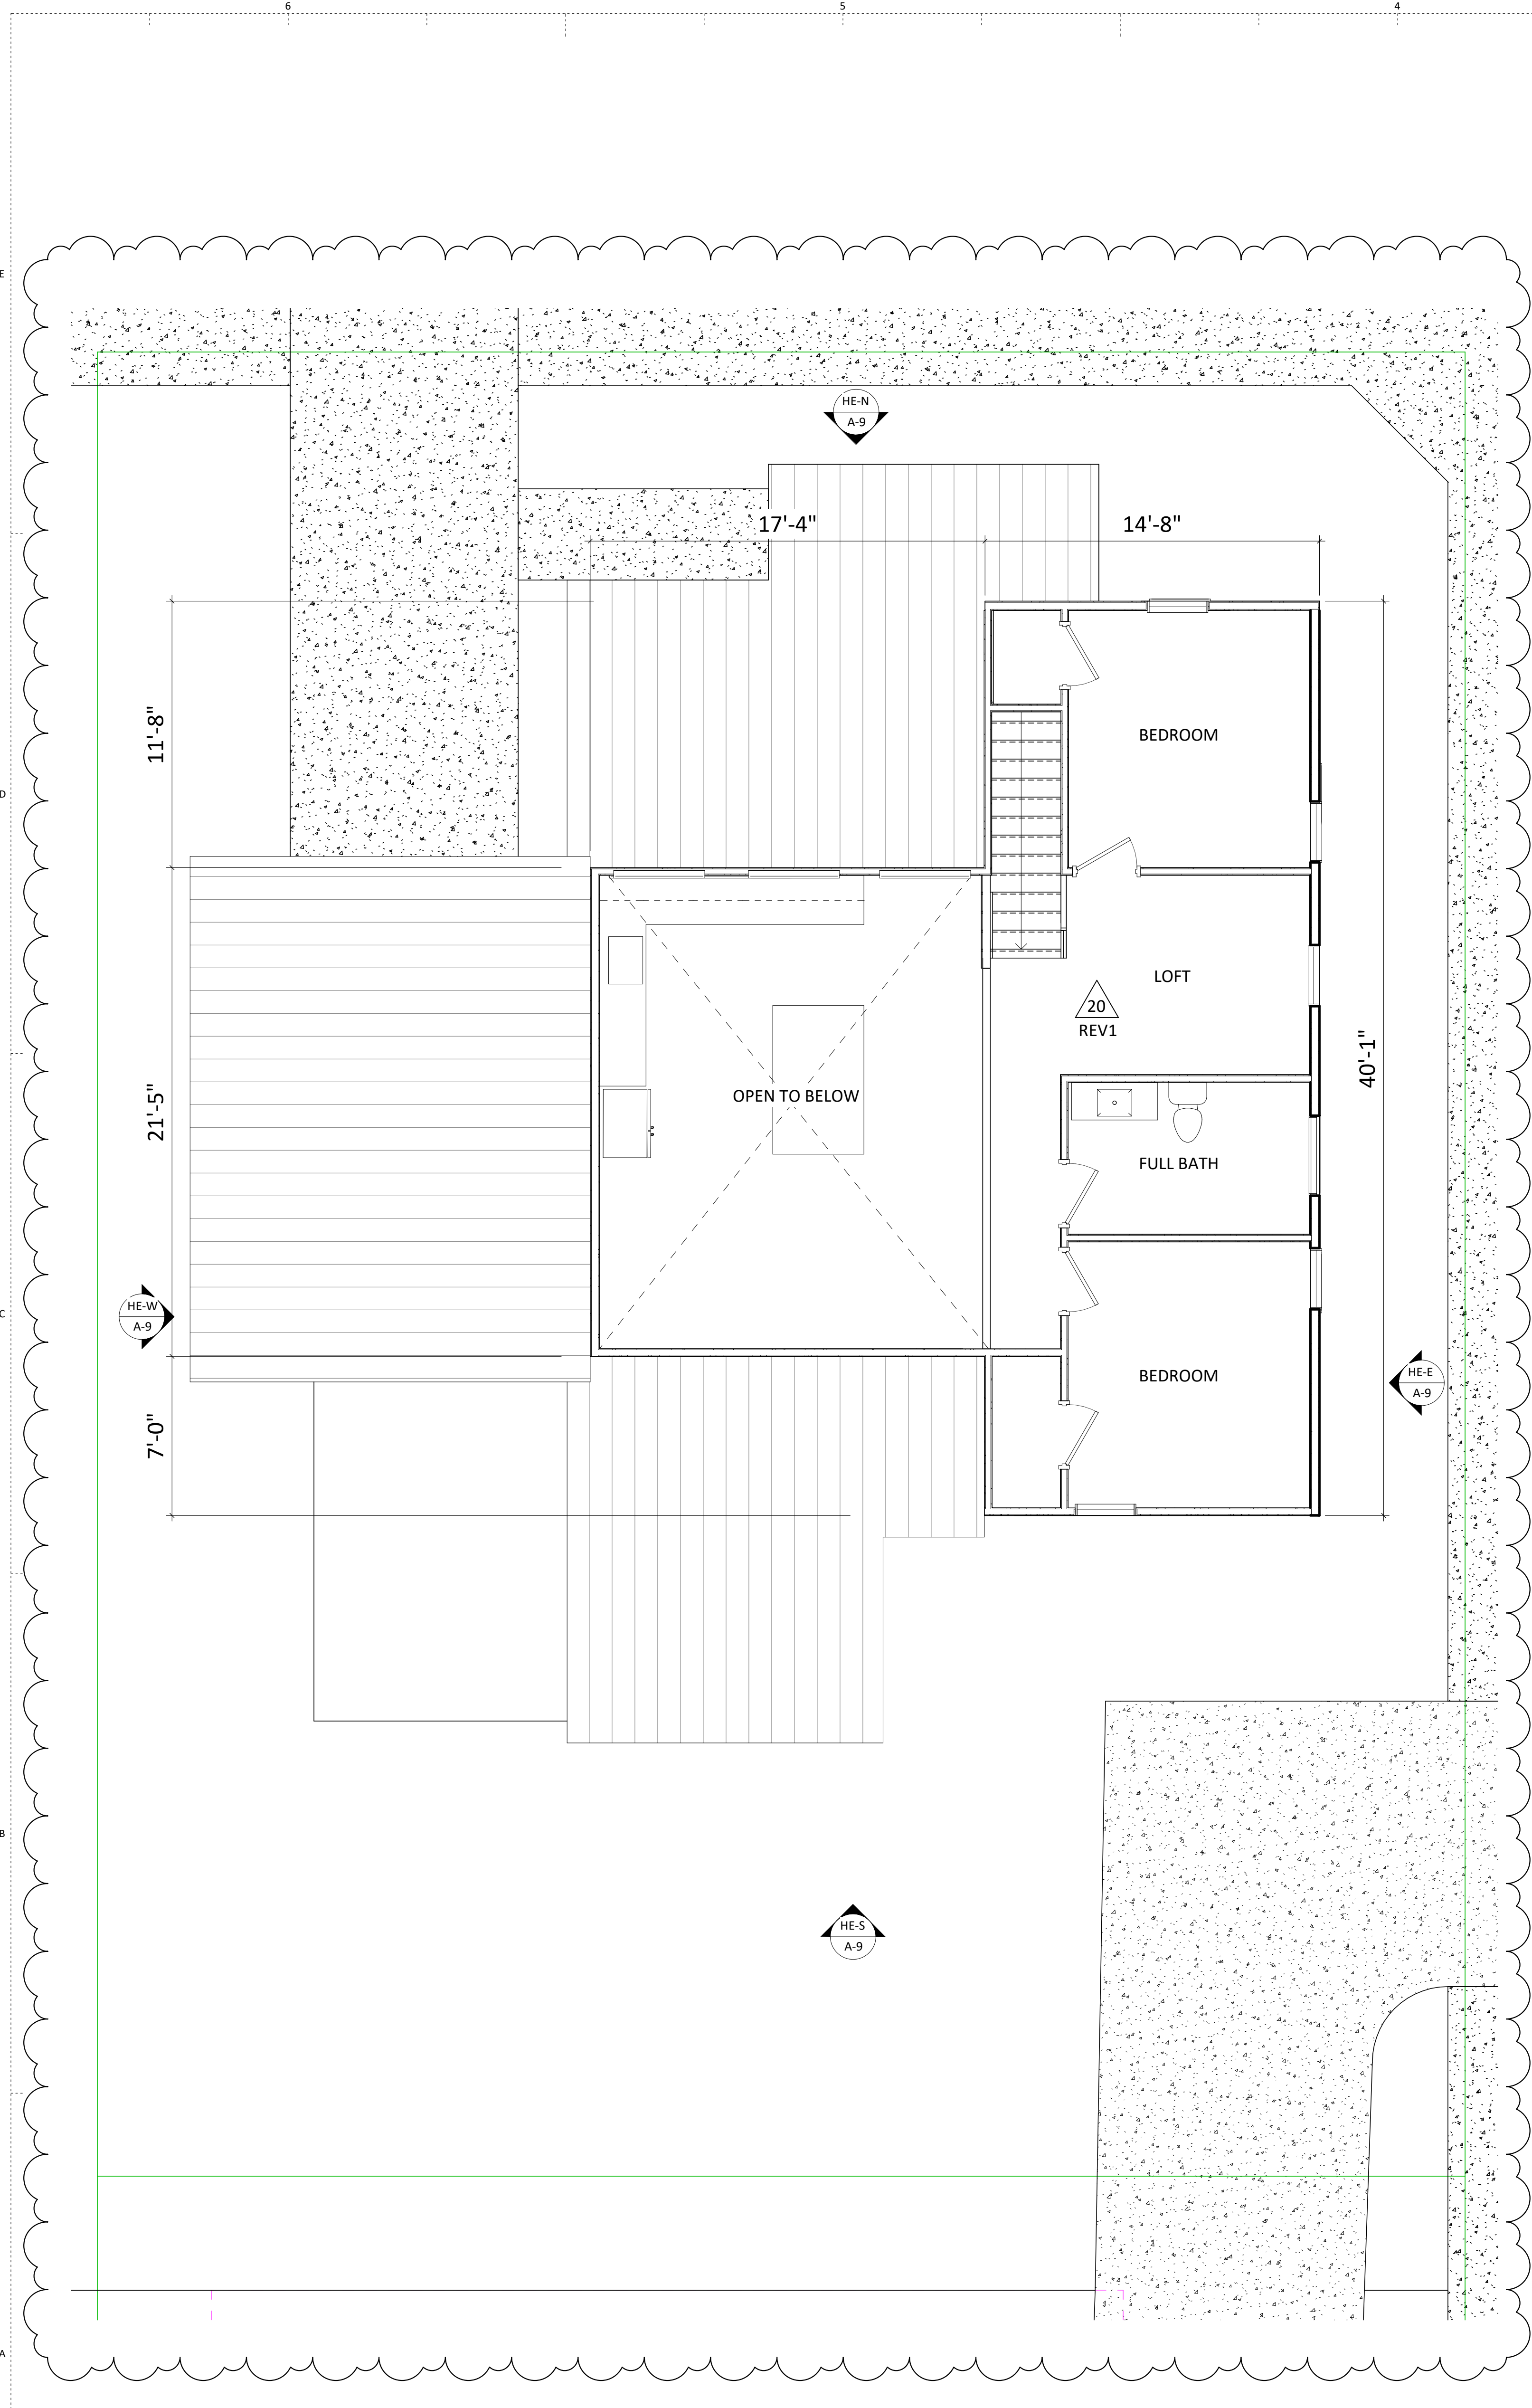 6 5 4
E
HE-N
A-9
17'-4" 14'-8"
11'-8"
BEDROOM
D
LOFT
20
REV1
40'-1"
21'-5"
OPEN TO BELOW
FULL BATH
HE-W
A-9
C
BEDROOM
HE-E
A-9
7'-0"
B
HE-S
A-9
A